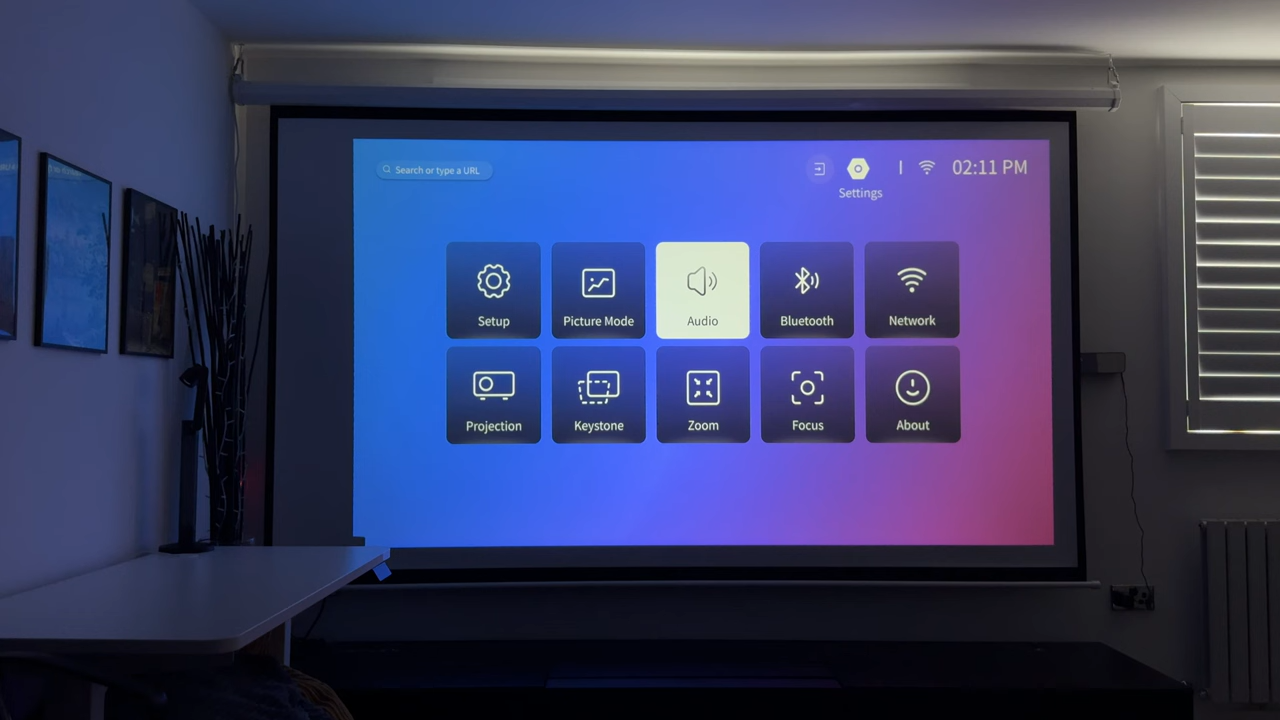 Search or type a URL
02:11 PM
Settings
Setup
Picture Mode
Audio
Bluetooth
Network
Projection
Keystone
Zoom
Focus
About